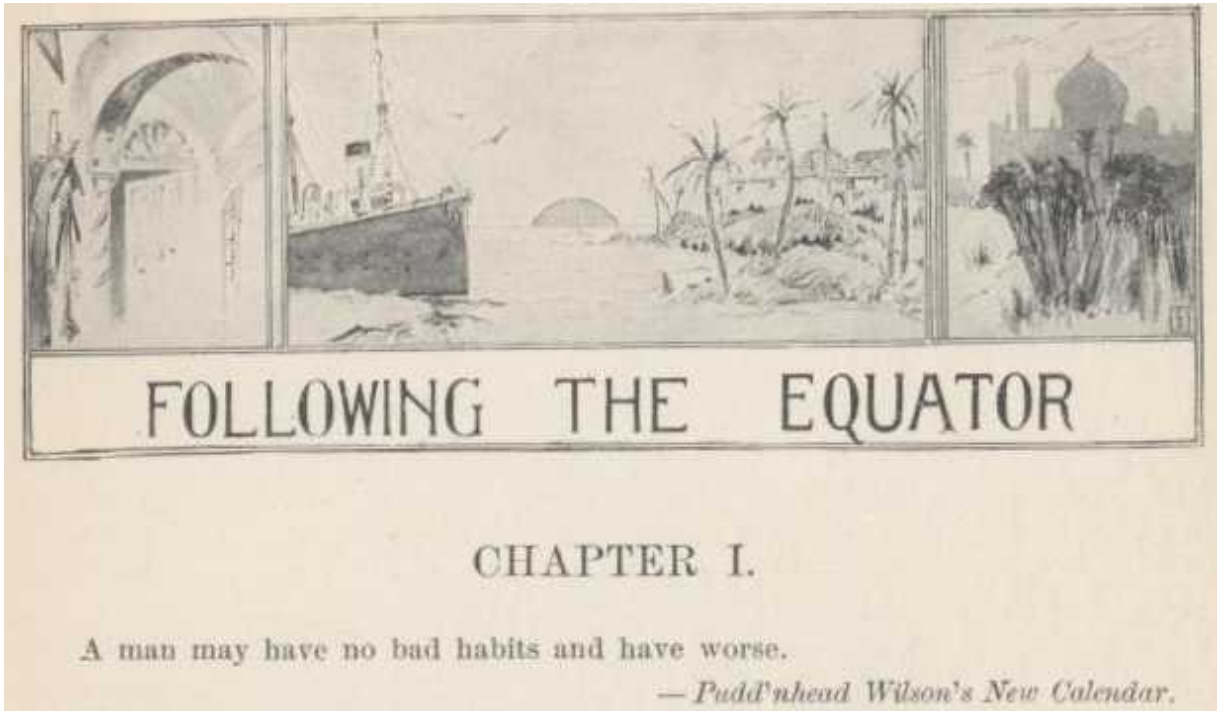 FOLLOWING THE EQUATOR
CHAPTER I.
A man may have no bad habits and have worse.
— Pudd'nhead Wilson's New Calendar.